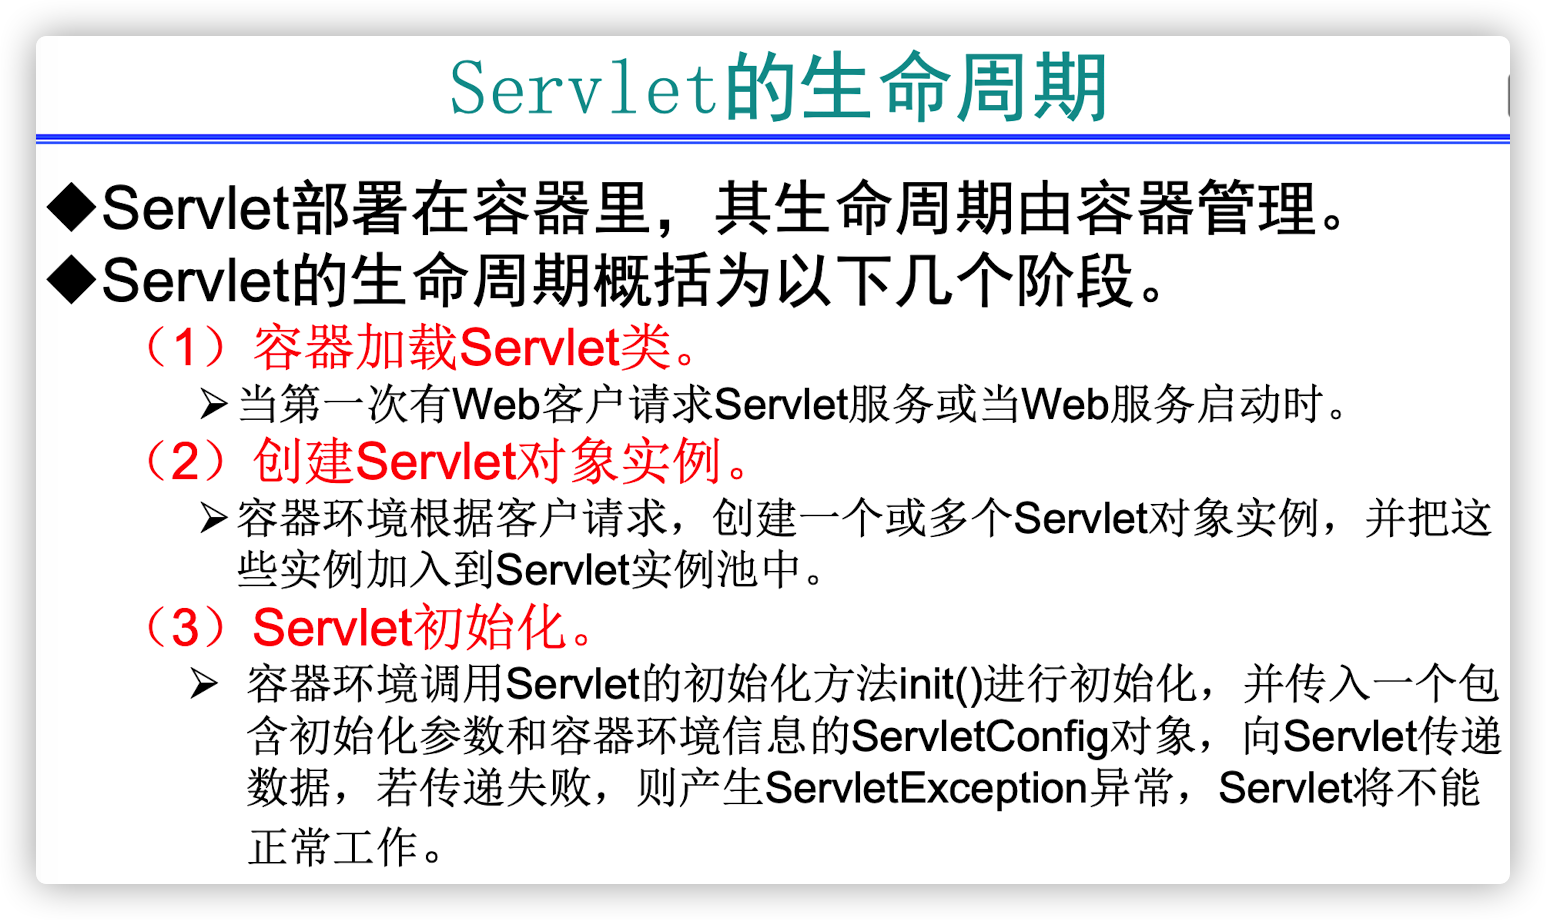 Servlet的生命周期
◆Servlet部署在容器里，其生命周期由容器管理。
◆Servlet的生命周期概括为以下几个阶段。
（1）容器加载Servlet类。
➢当第一次有Web客户请求Servlet服务或当Web服务启动时。
（2）创建Servlet对象实例。
➢容器环境根据客户请求，创建一个或多个Servlet对象实例，并把这
些实例加入到Servlet实例池中。
（3）Servlet初始化。
➢ 容器环境调用Servlet的初始化方法init()进行初始化，并传入一个包
含初始化参数和容器环境信息的ServletConfig对象，向Servlet传递
数据，若传递失败，则产生ServletException异常，Servlet将不能
正常工作。